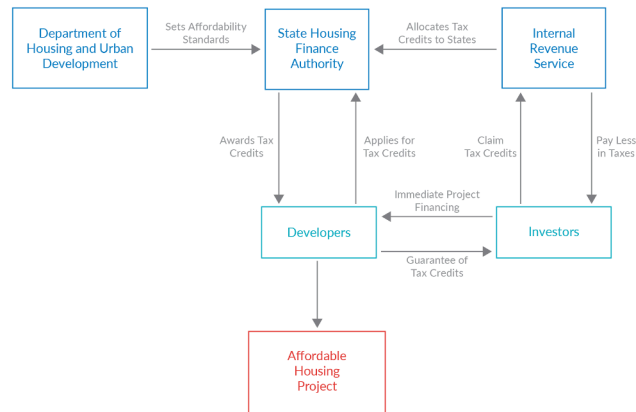 Department of
Housing and Urban
Development
Sets Affordability
Standards
State Housing
Finance
Authority
Allocates Tax
Credits to States
Internal
Revenue
Service
Awards Tax
Credits
Applies for
Tax Credits
Claim
Tax Credits
Pay Less
in Taxes
Immediate Project
Financing
Developers
Investors
Guarantee of
Tax Credits
Affordable
Housing
Project